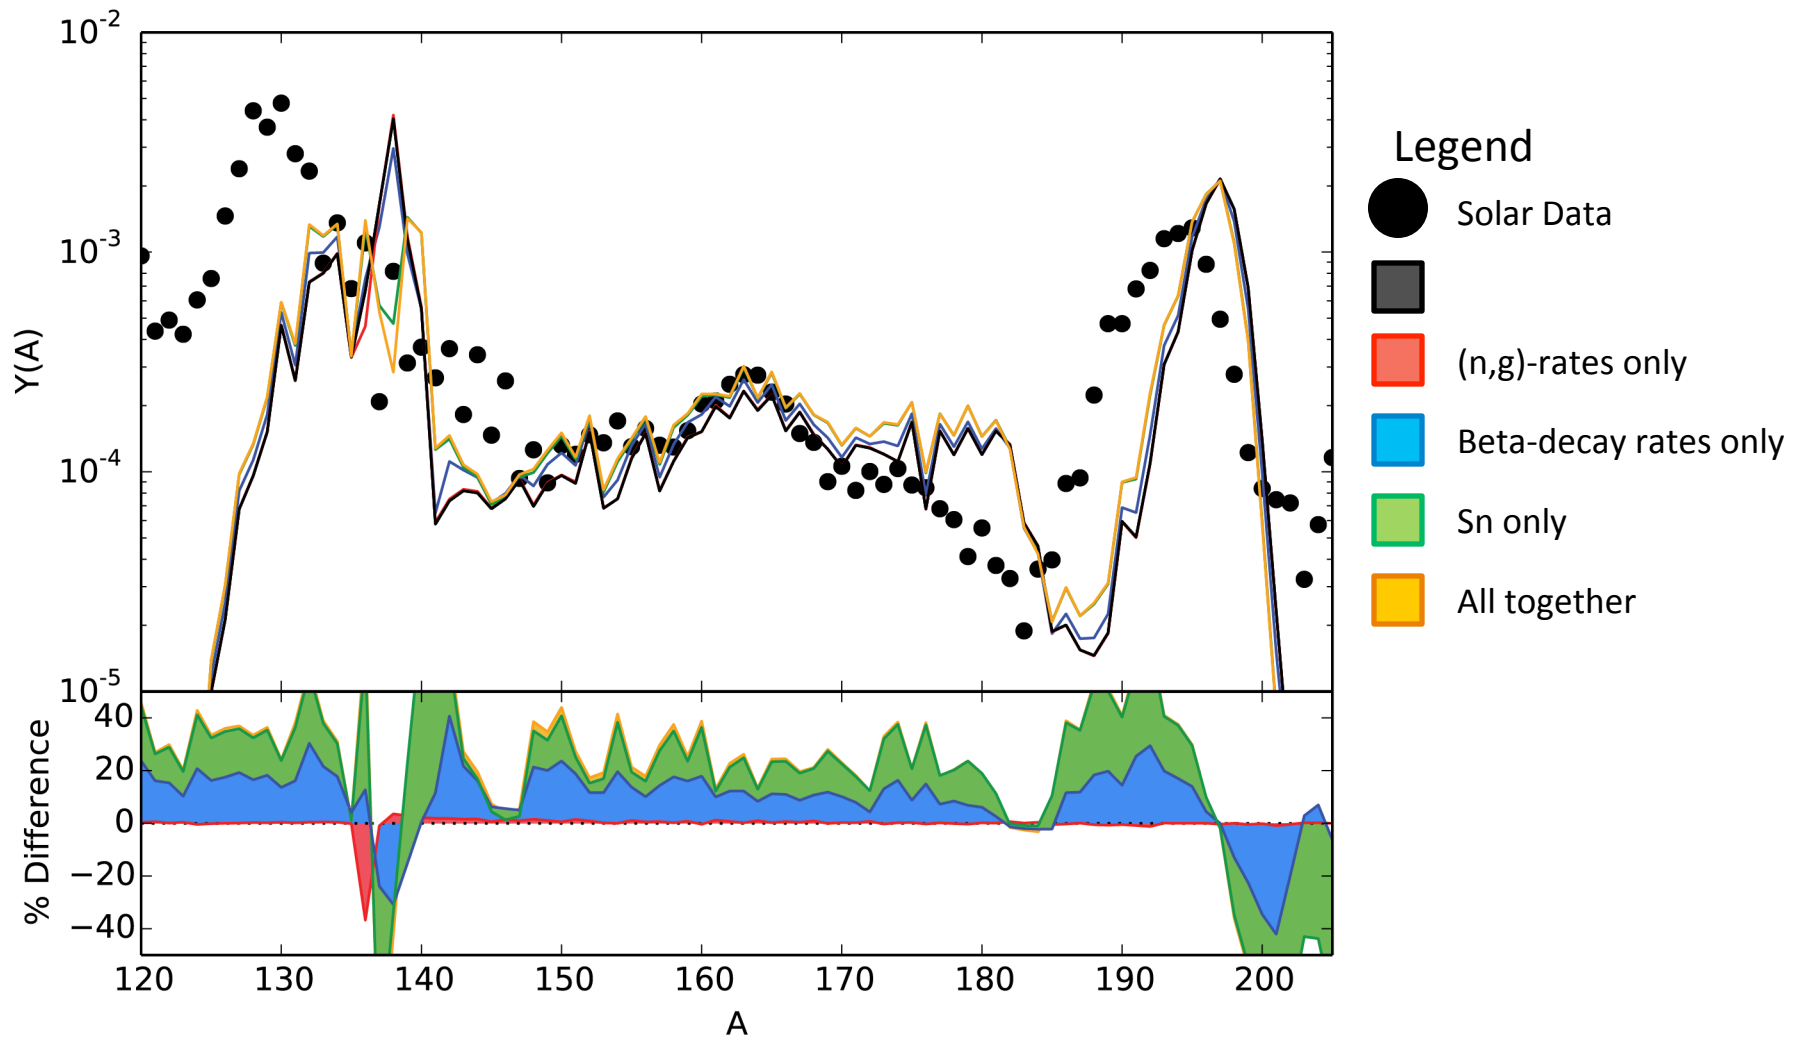 10-2
10-3
10-4
10-5
Y(A)
Legend
Solar Data
(n,g)-rates only
Beta-decay rates only
Sn only
All together
% Difference
40
20
0
−20
−40
120 130 140 150 160 170 180 190 200
A